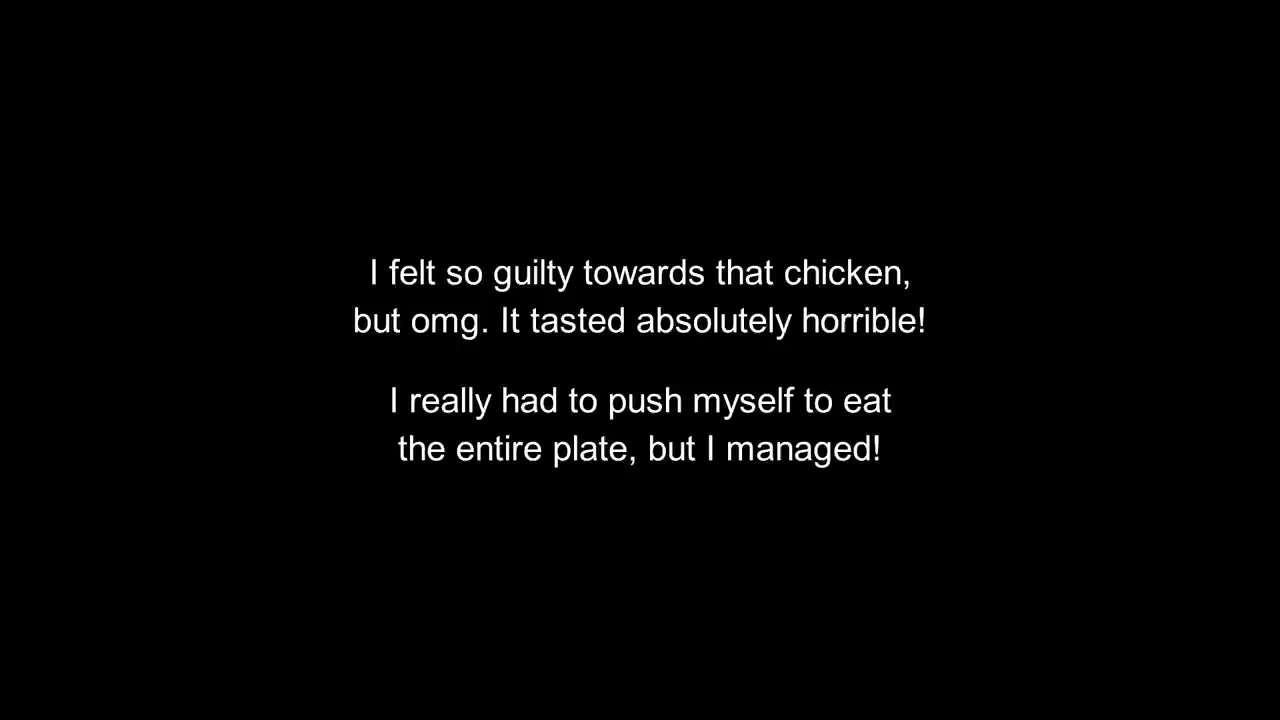 I felt so guilty towards that chicken,
but omg. It tasted absolutely horrible!
I really had to push myself to eat
the entire plate, but I managed!